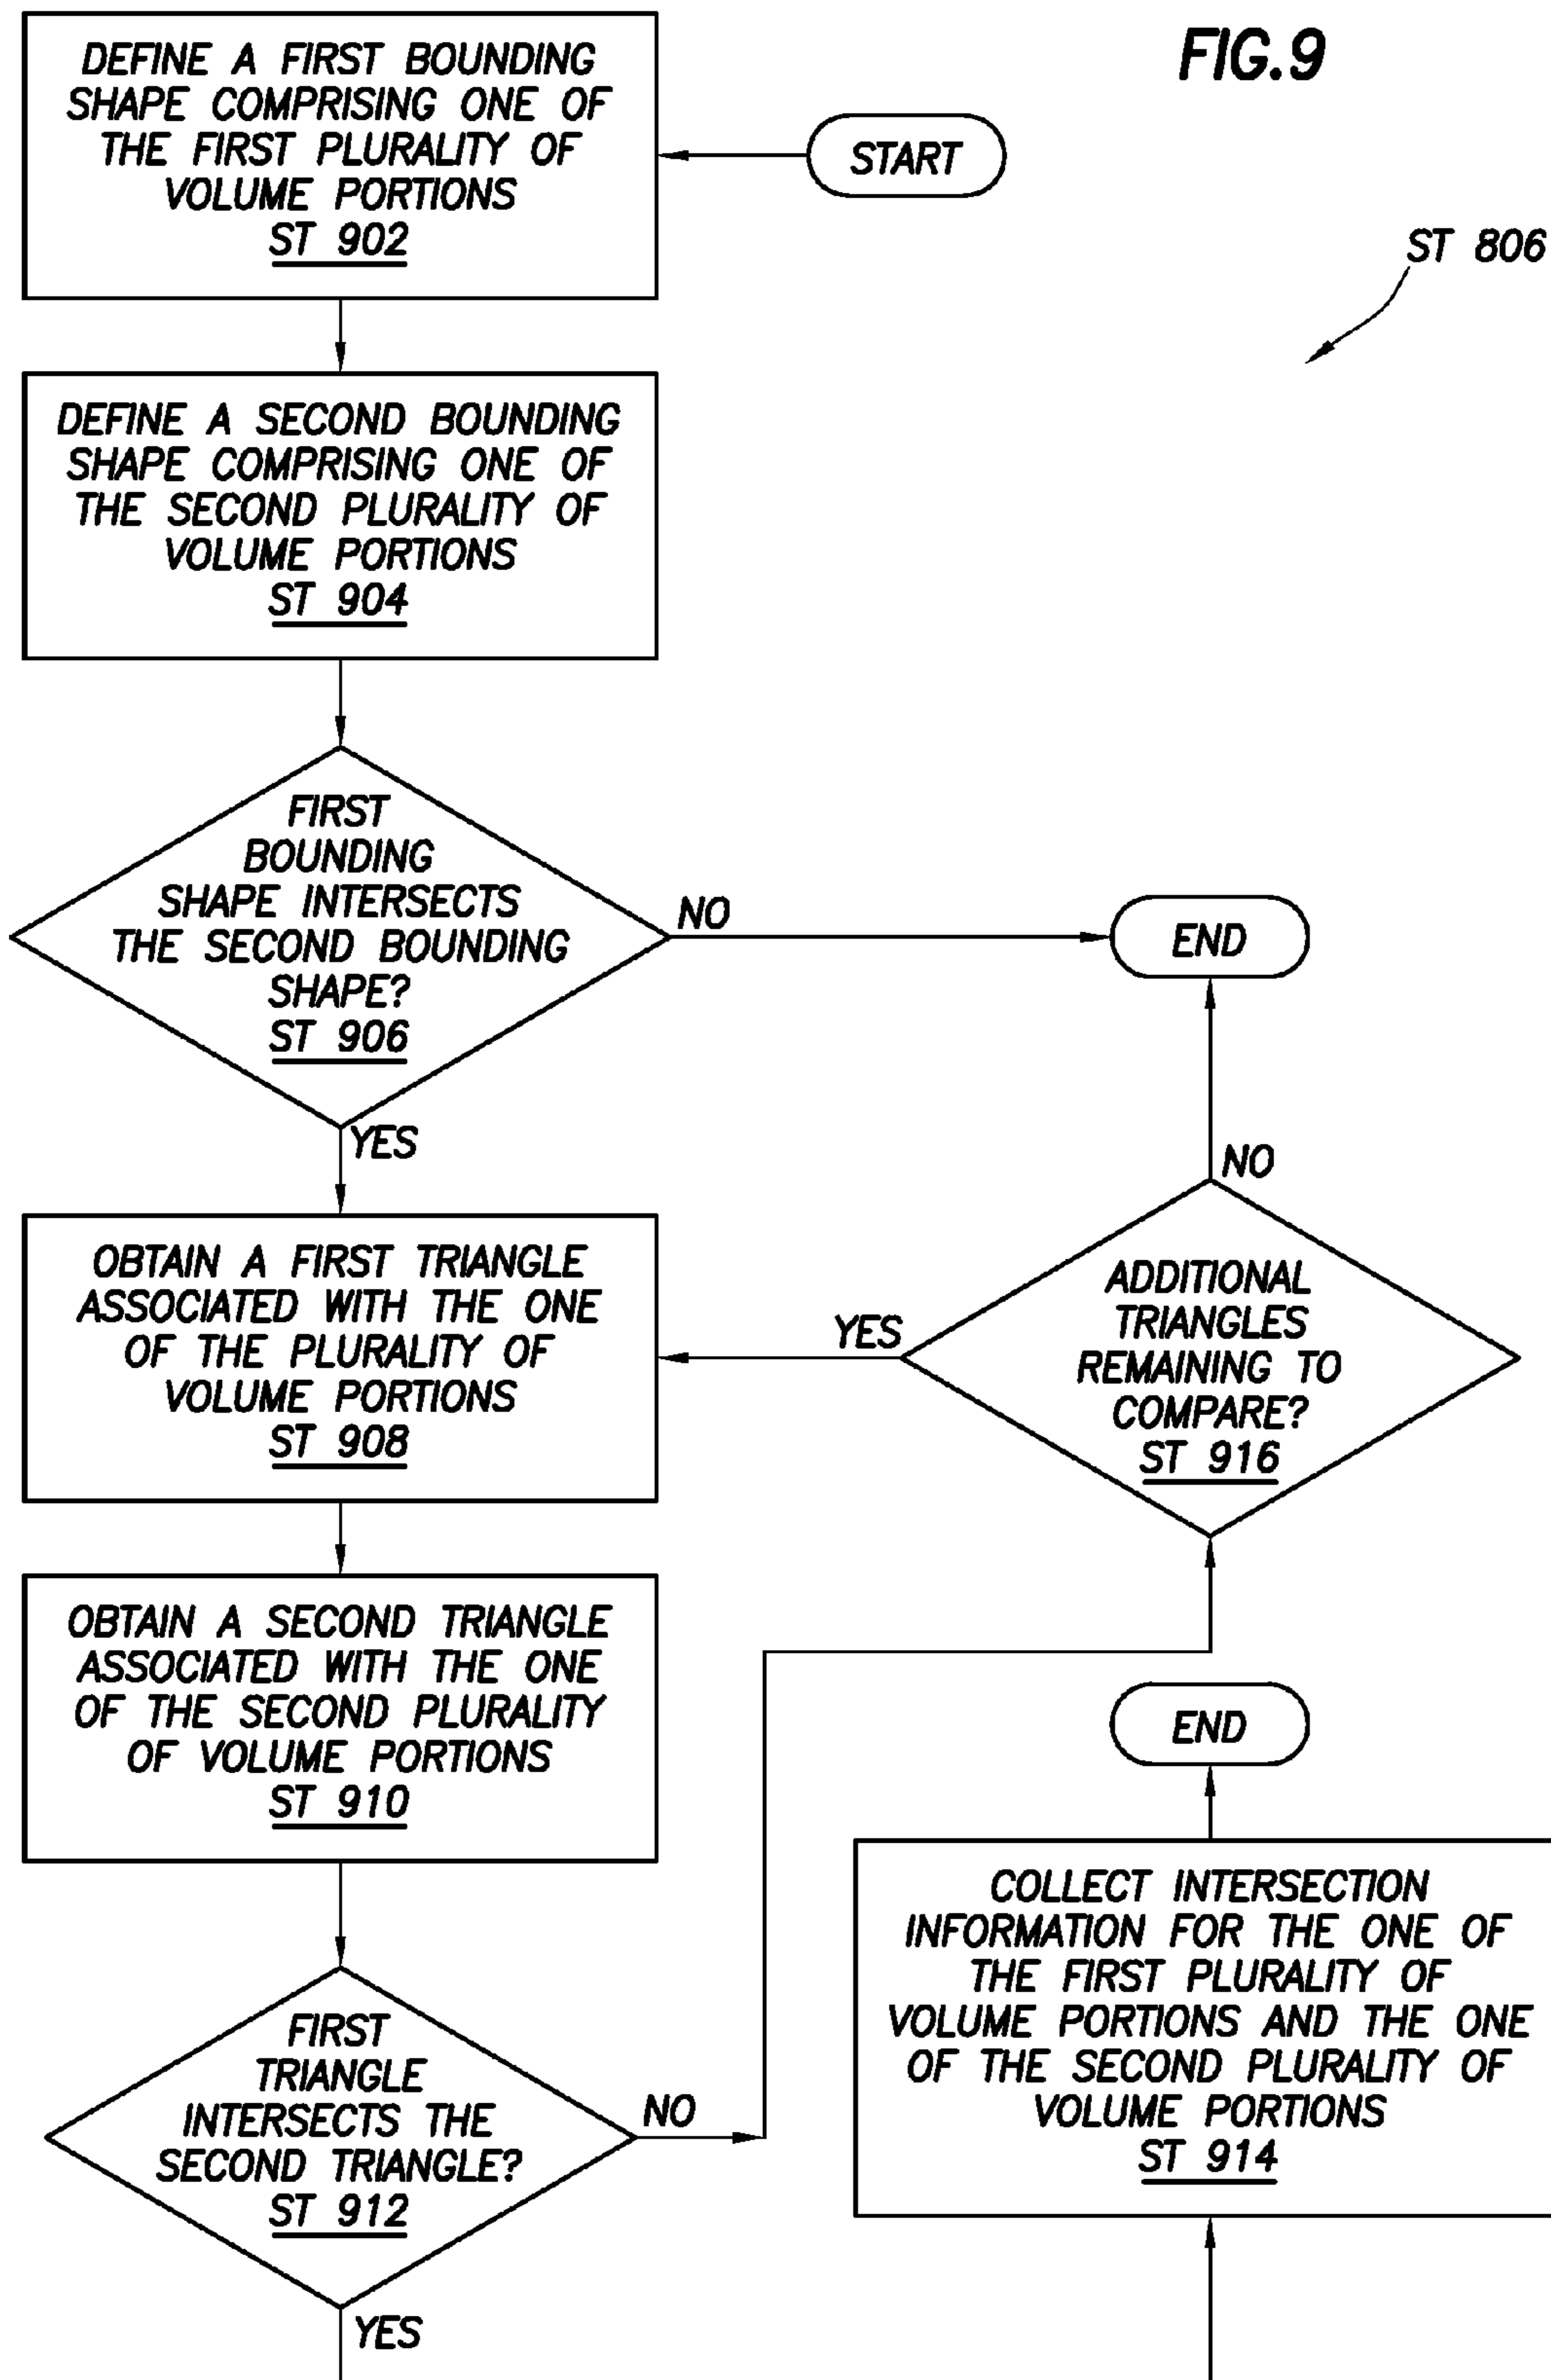 FIG.9
START
DEFINE A FIRST BOUNDING
SHAPE COMPRISING ONE OF
THE FIRST PLURALITY OF
VOLUME PORTIONS
ST 902
ST 806
DEFINE A SECOND BOUNDING
SHAPE COMPRISING ONE OF
THE SECOND PLURALITY OF
VOLUME PORTIONS
ST 904
FIRST
BOUNDING
SHAPE INTERSECTS
THE SECOND BOUNDING
SHAPE?
ST 906
NO
END
YES
OBTAIN A FIRST TRIANGLE
ASSOCIATED WITH THE ONE
OF THE PLURALITY OF
VOLUME PORTIONS
ST 908
NO
YES
ADDITIONAL
TRIANGLES
REMAINING TO
COMPARE?
ST 916
OBTAIN A SECOND TRIANGLE
ASSOCIATED WITH THE ONE
OF THE SECOND PLURALITY
OF VOLUME PORTIONS
ST 910
END
FIRST
TRIANGLE
INTERSECTS THE
SECOND TRIANGLE?
ST 912
NO
YES
COLLECT INTERSECTION
INFORMATION FOR THE ONE OF
THE FIRST PLURALITY OF
VOLUME PORTIONS AND THE ONE
OF THE SECOND PLURALITY OF
VOLUME PORTIONS
ST 914